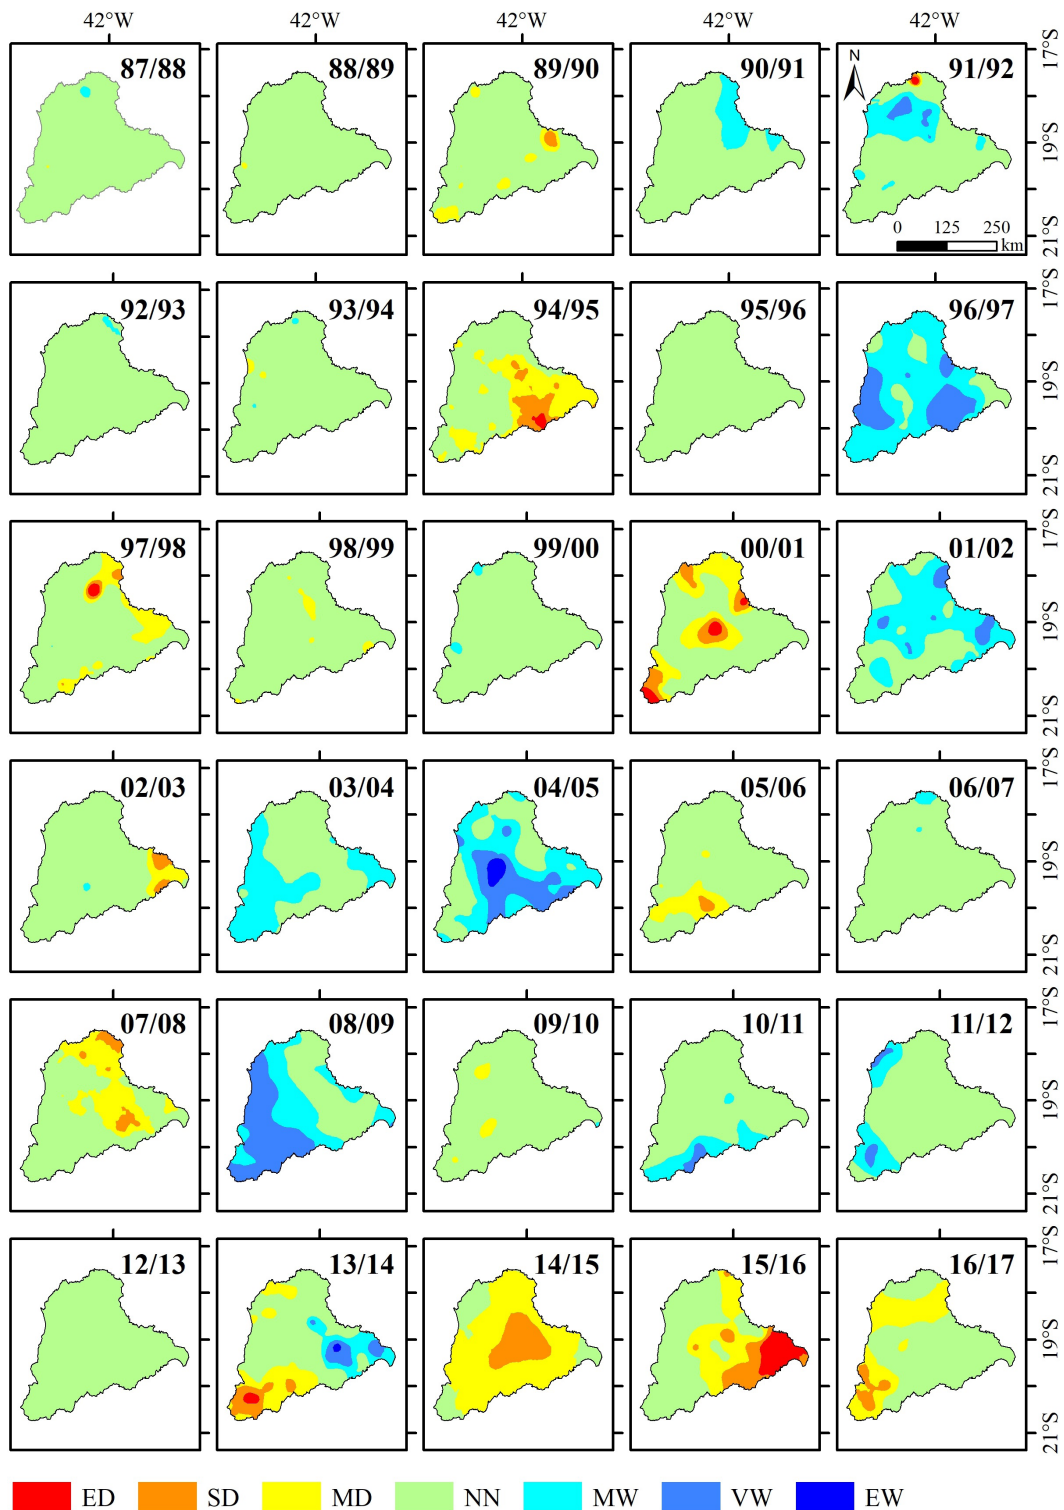 42°W 42°W 42°W 42°W 42°W
87/88 88/89 89/90 90/91 91/92
N
17°S
19°S
21°S
0 125 250
km
92/93 93/94 94/95 95/96 96/97
17°S
19°S
21°S
97/98 98/99 99/00 00/01 01/02
17°S
19°S
21°S
02/03 03/04 04/05 05/06 06/07
17°S
19°S
21°S
07/08 08/09 09/10 10/11 11/12
17°S
19°S
21°S
12/13 13/14 14/15 15/16 16/17
17°S
19°S
21°S
ED SD MD NN MW VW EW